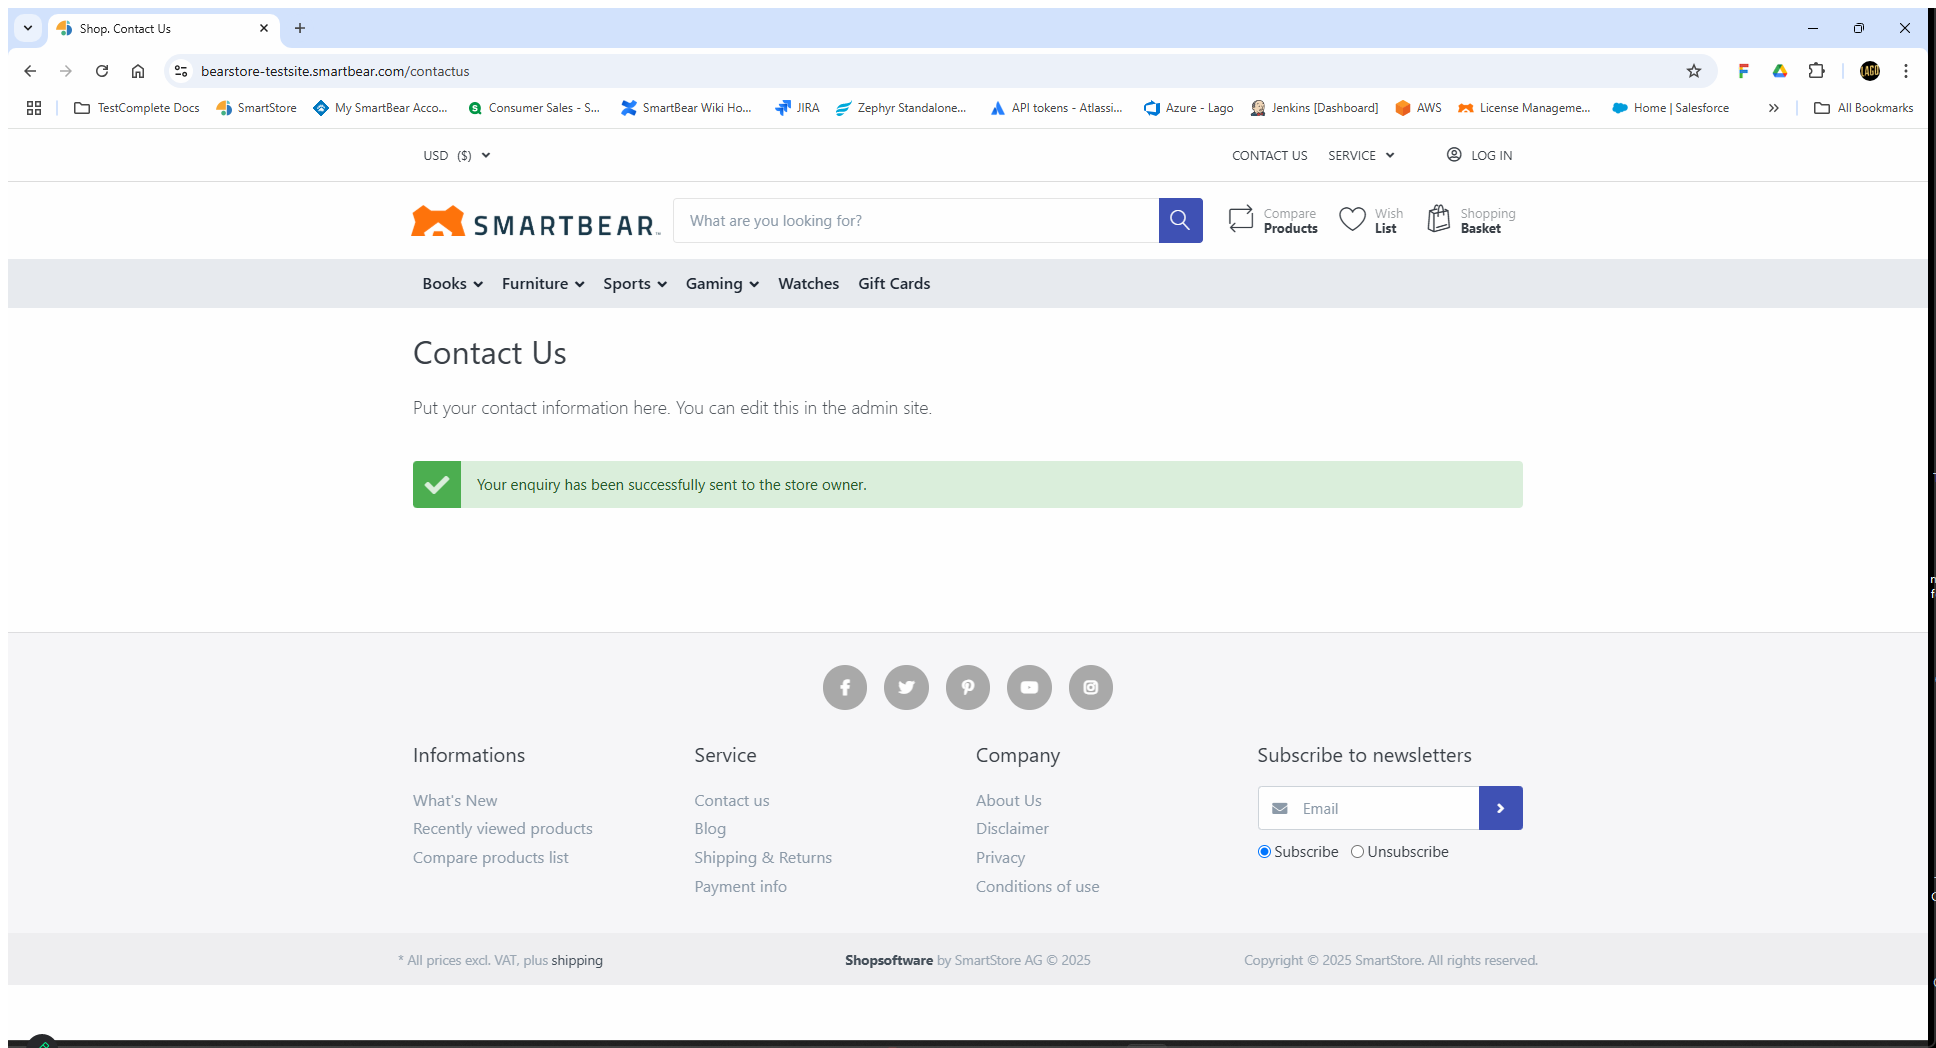 Shop. Contact Us
bearstore-testsite.smartbear.com/contactus
TestComplete Docs SmartStore My SmartBear Acco... Consumer Sales - S... SmartBear Wiki Ho... JIRA Zephyr Standalone... API tokens - Atlassi... Azure - Lago Jenkins [Dashboard] AWS License Manageme... Home | Salesforce All Bookmarks
USD ($) CONTACT US SERVICE LOG IN
SMARTBEAR
What are you looking for?
Compare
Products
Wish
List
Shopping
Basket
Books Furniture Sports Gaming Watches Gift Cards
Contact Us
Put your contact information here. You can edit this in the admin site.
Your enquiry has been successfully sent to the store owner.
Informations
What's New
Recently viewed products
Compare products list
Service
Contact us
Blog
Shipping & Returns
Payment info
Company
About Us
Disclaimer
Privacy
Conditions of use
Subscribe to newsletters
Email
Subscribe Unsubscribe
* All prices excl. VAT, plus shipping
Shopsoftware by SmartStore AG © 2025
Copyright © 2025 SmartStore. All rights reserved.